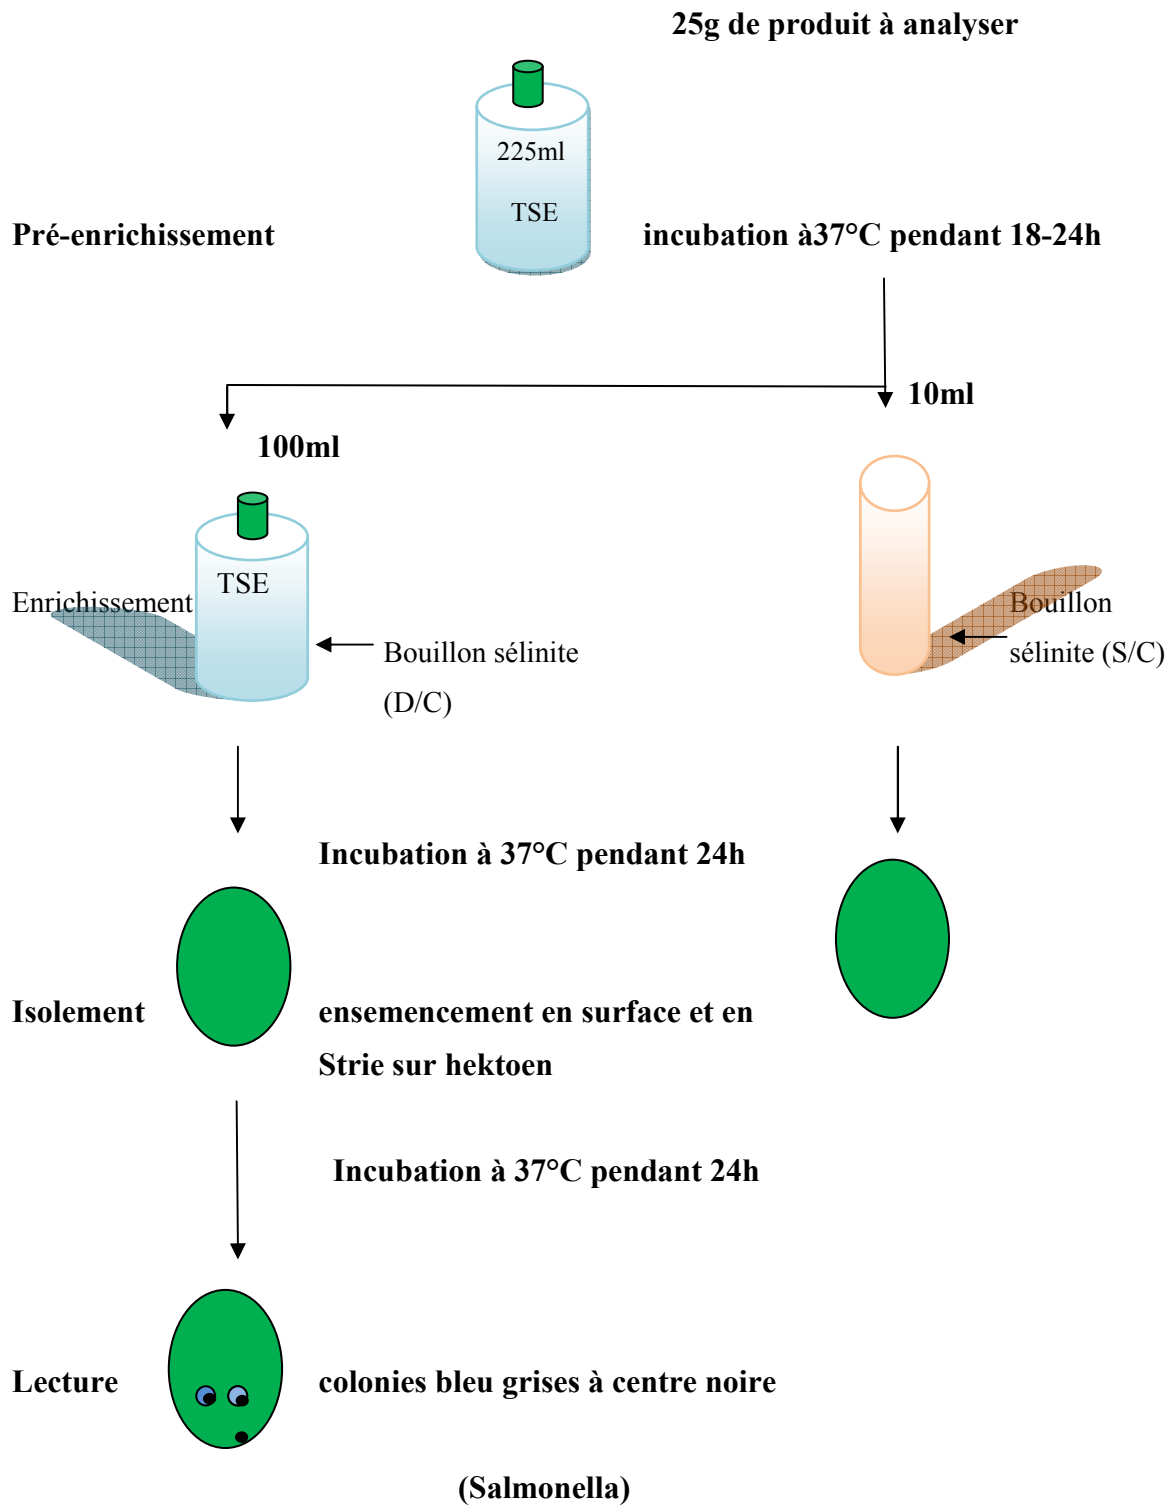 25g de produit à analyser
225ml
TSE
Pré-enrichissement
incubation à37°C pendant 18-24h
10ml
100ml
TSE
Enrichissement
Bouillon sélinite
(D/C)
Bouillon
sélinite (S/C)
Incubation à 37°C pendant 24h
Isolement
ensemencement en surface et en
Strie sur hektoen
Incubation à 37°C pendant 24h
Lecture
colonies bleu grises à centre noire
(Salmonella)